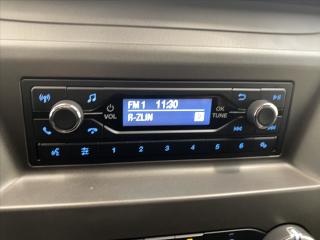 FM 1 11:30
R-ZLIN
VOL
OK
TUNE
1 2 3 4 5 6